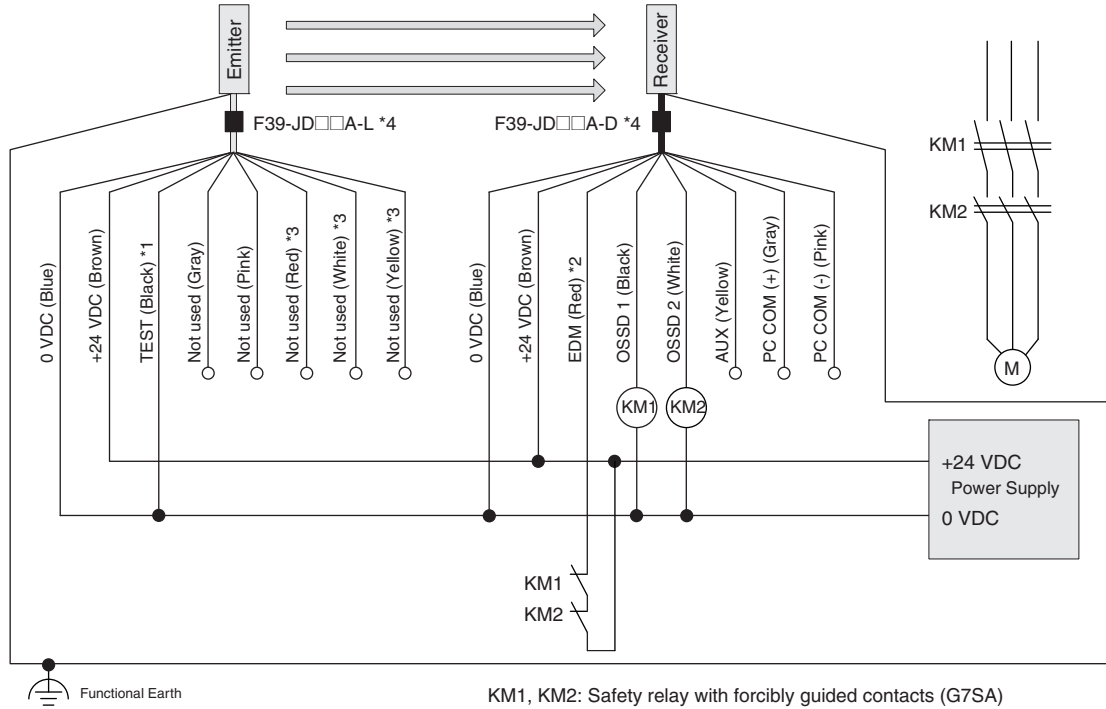 Emitter
Receiver
F39-JD□□A-L *4
F39-JD□□A-D *4
KM1
KM2
M
0 VDC (Blue)
+24 VDC (Brown)
TEST (Black) *1
Not used (Gray)
Not used (Pink)
Not used (Red) *3
Not used (White) *3
Not used (Yellow) *3
0 VDC (Blue)
+24 VDC (Brown)
EDM (Red) *2
OSSD 1 (Black)
OSSD 2 (White)
AUX (Yellow)
PC COM (+) (Gray)
PC COM (-) (Pink)
KM1
KM2
+24 VDC
Power Supply
0 VDC
KM1
KM2
Functional Earth
KM1, KM2: Safety relay with forcibly guided contacts (G7SA)